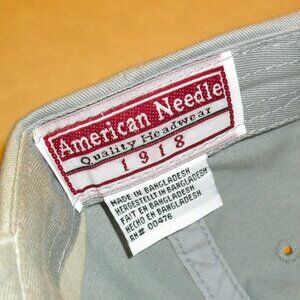 American Needle
Quality Headwear
1918
MADE IN BANGLADESH
HERGESTELLT IN BANGLADESH
FAIT EN BANGLADESH
HECHO EN BANGLADESH
RN# 00476